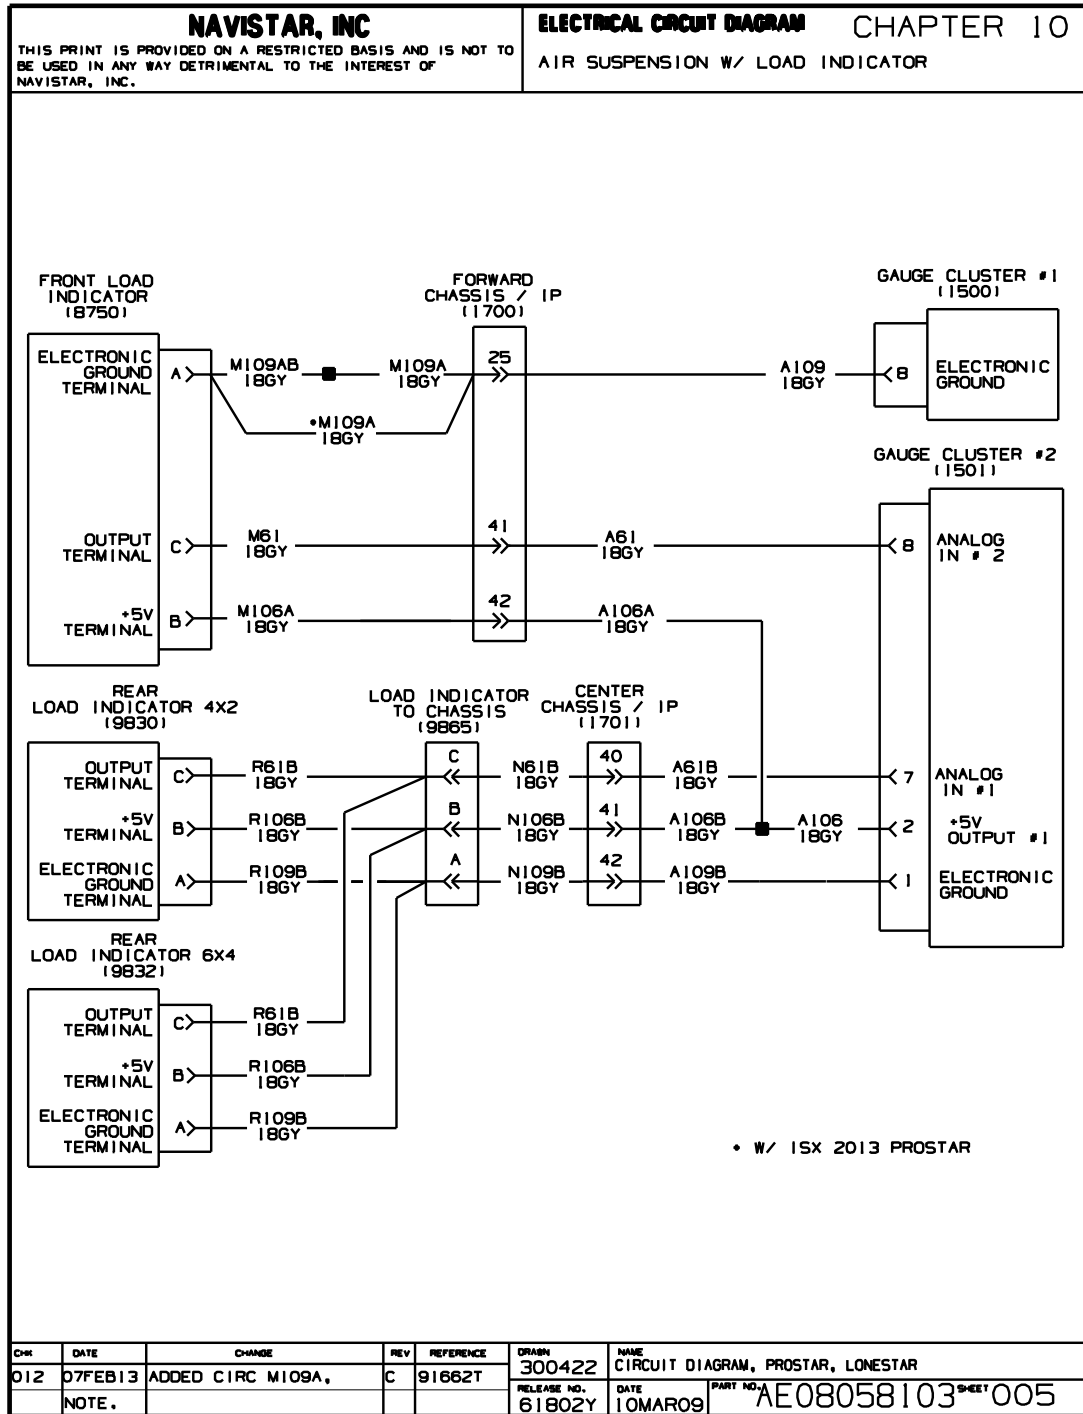 NAVISTAR, INC
THIS PRINT IS PROVIDED ON A RESTRICTED BASIS AND IS NOT TO
BE USED IN ANY WAY DETRIMENTAL TO THE INTEREST OF
NAVISTAR, INC.
ELECTRICAL CIRCUIT DIAGRAM
CHAPTER 10
AIR SUSPENSION W/ LOAD INDICATOR
FRONT LOAD
INDICATOR
(8750)
FORWARD
CHASSIS / IP
(1700)
GAUGE CLUSTER #1
(1500)
ELECTRONIC
GROUND
TERMINAL
A
M109AB
18GY
M109A
18GY
25
A109
18GY
8
ELECTRONIC
GROUND
*M109A
18GY
GAUGE CLUSTER #2
(1501)
OUTPUT
TERMINAL
C
M61
18GY
41
A61
18GY
8
ANALOG
IN # 2
+5V
TERMINAL
B
M106A
18GY
42
A106A
18GY
REAR
LOAD INDICATOR 4X2
(9830)
LOAD INDICATOR
TO CHASSIS
(9865)
CENTER
CHASSIS / IP
(1701)
OUTPUT
TERMINAL
C
R61B
18GY
C
N61B
18GY
40
A61B
18GY
7
ANALOG
IN #1
+5V
TERMINAL
B
R106B
18GY
B
N106B
18GY
41
A106B
18GY
A106
18GY
2
+5V
OUTPUT #1
ELECTRONIC
GROUND
TERMINAL
A
R109B
18GY
A
N109B
18GY
42
A109B
18GY
1
ELECTRONIC
GROUND
REAR
LOAD INDICATOR 6X4
(9832)
OUTPUT
TERMINAL
C
R61B
18GY
+5V
TERMINAL
B
R106B
18GY
ELECTRONIC
GROUND
TERMINAL
A
R109B
18GY
* W/ ISX 2013 PROSTAR
CHK DATE CHANGE REV REFERENCE
012 07FEB13 ADDED CIRC M109A, C 91662T
NOTE.
DRAWN
300422
NAME
CIRCUIT DIAGRAM, PROSTAR, LONESTAR
RELEASE NO.
61802Y
DATE
10MAR09
PART NO. AE08058103 SHEET 005